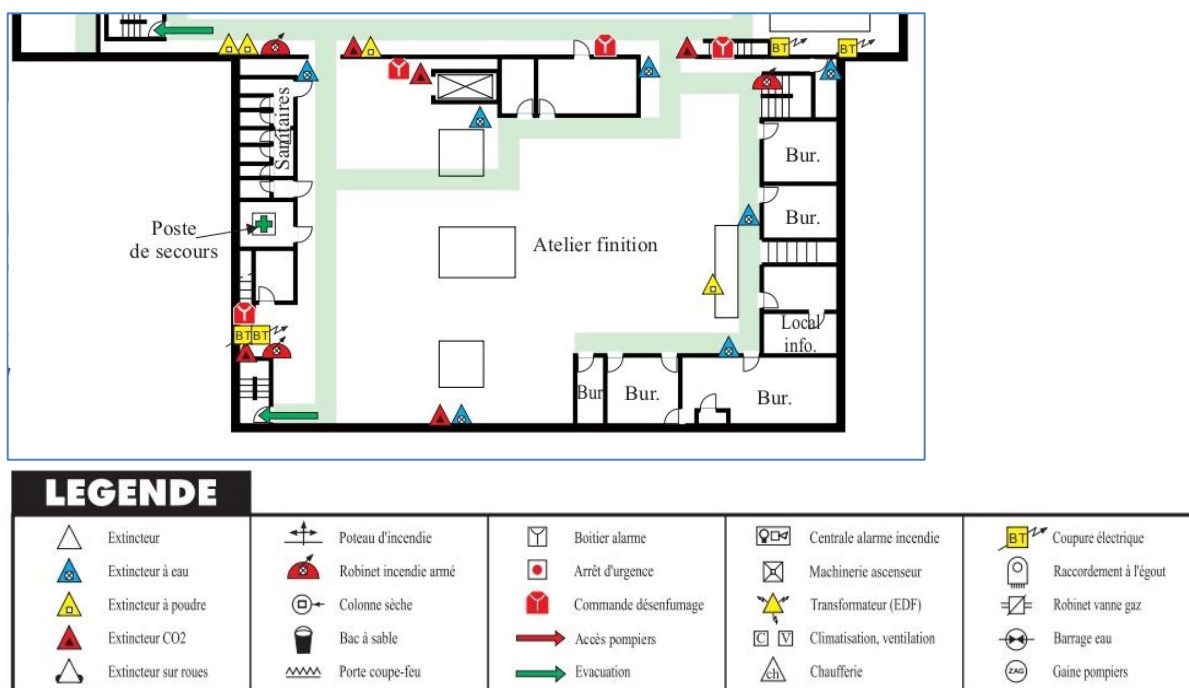 BT
BT
Sanitaires
Bur.
Bur.
Poste
de secours
Atelier finition
BT
BT
Local
info.
Bur
Bur.
Bur.
LEGENDE
Extincteur
Poteau d'incendie
Boitier alarme
Centrale alarme incendie
BT
Coupure électrique
Extincteur à eau
Robinet incendie armé
Arrêt d'urgence
Machinerie ascenseur
Raccordement à l'égout
Extincteur à poudre
Colonne sèche
Commande désenfumage
Transformateur (EDF)
Robinet vanne gaz
Extincteur CO2
Bac à sable
Accès pompiers
C V
Climatisation, ventilation
Barrage eau
Extincteur sur roues
Porte coupe-feu
Evacuation
ch
Chaufferie
ZAG
Gaine pompiers